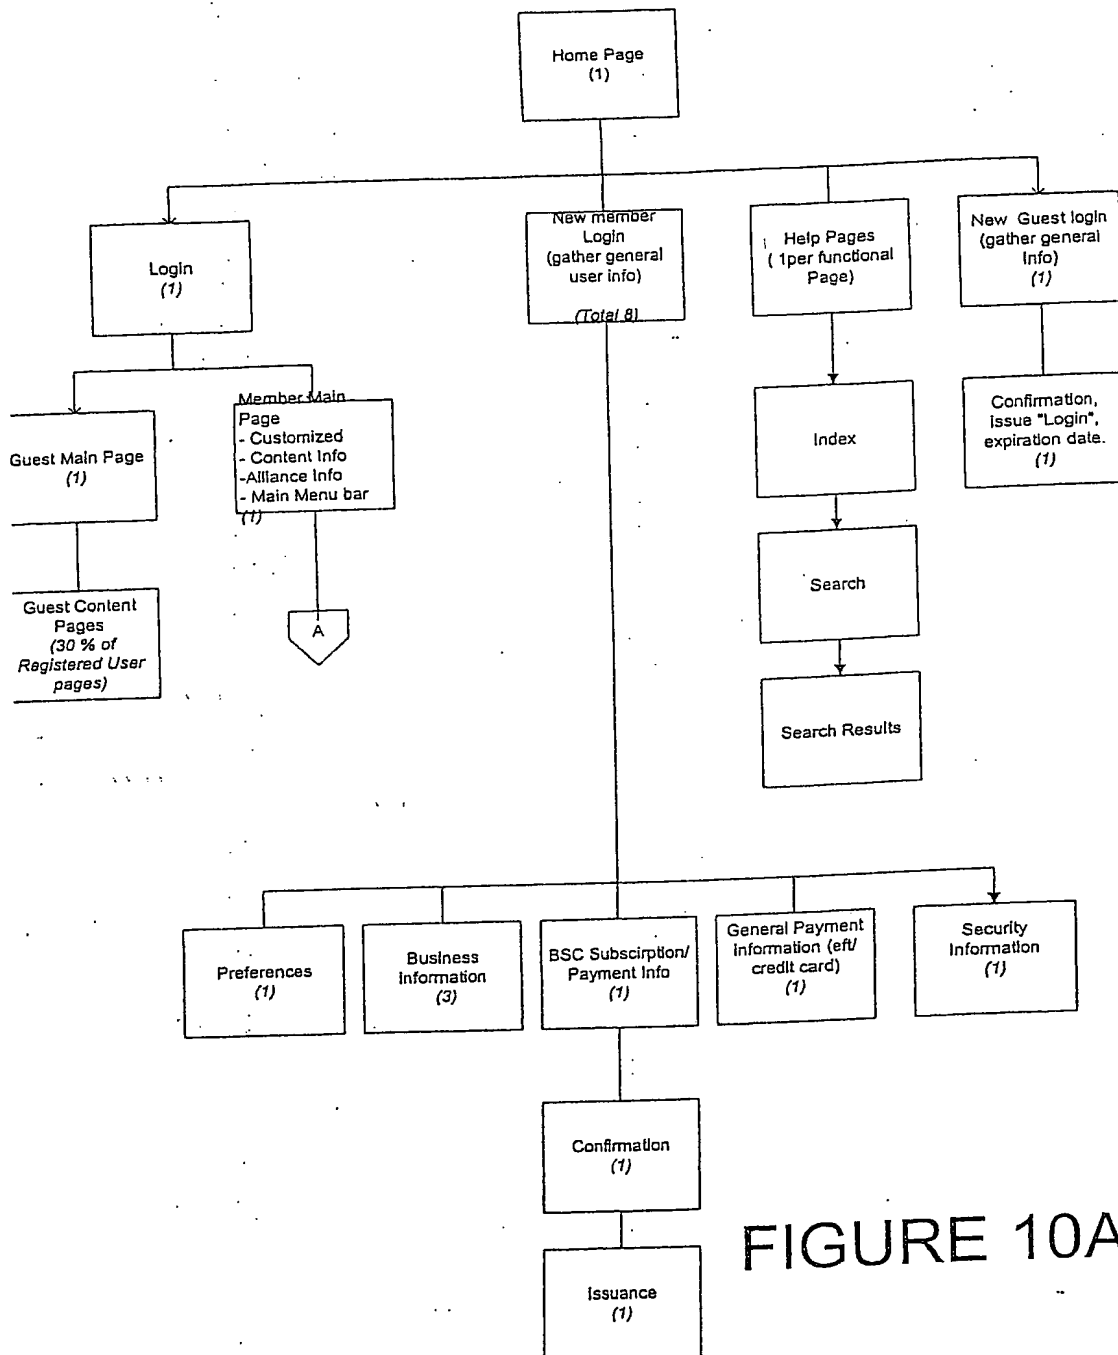 Home Page
(1)
Login
(1)
New member
Login
(gather general
user info)
(Total 8)
Help Pages
( 1per functional
Page)
New Guest login
(gather general
Info)
(1)
Guest Main Page
(1)
Member Main
Page
- Customized
- Content Info
-Alliance Info
- Main Menu bar
(1)
Index
Confirmation,
issue "Login",
expiration date.
(1)
Guest Content
Pages
(30 % of
Registered User
pages)
A
Search
Search Results
Preferences
(1)
Business
Information
(3)
BSC Subscirption/
Payment Info
(1)
General Payment
Information (eft/
credit card)
(1)
Security
Information
(1)
Confirmation
(1)
Issuance
(1)
FIGURE 10A